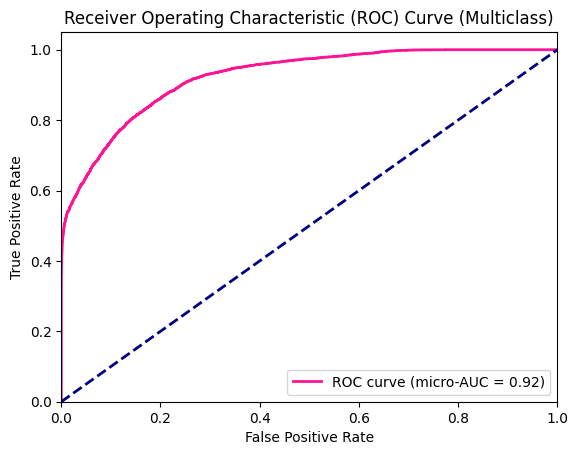 Receiver Operating Characteristic (ROC) Curve (Multiclass)
1.0
0.8
0.6
0.4
0.2
0.0
True Positive Rate
ROC curve (micro-AUC = 0.92)
0.0 0.2 0.4 0.6 0.8 1.0
False Positive Rate